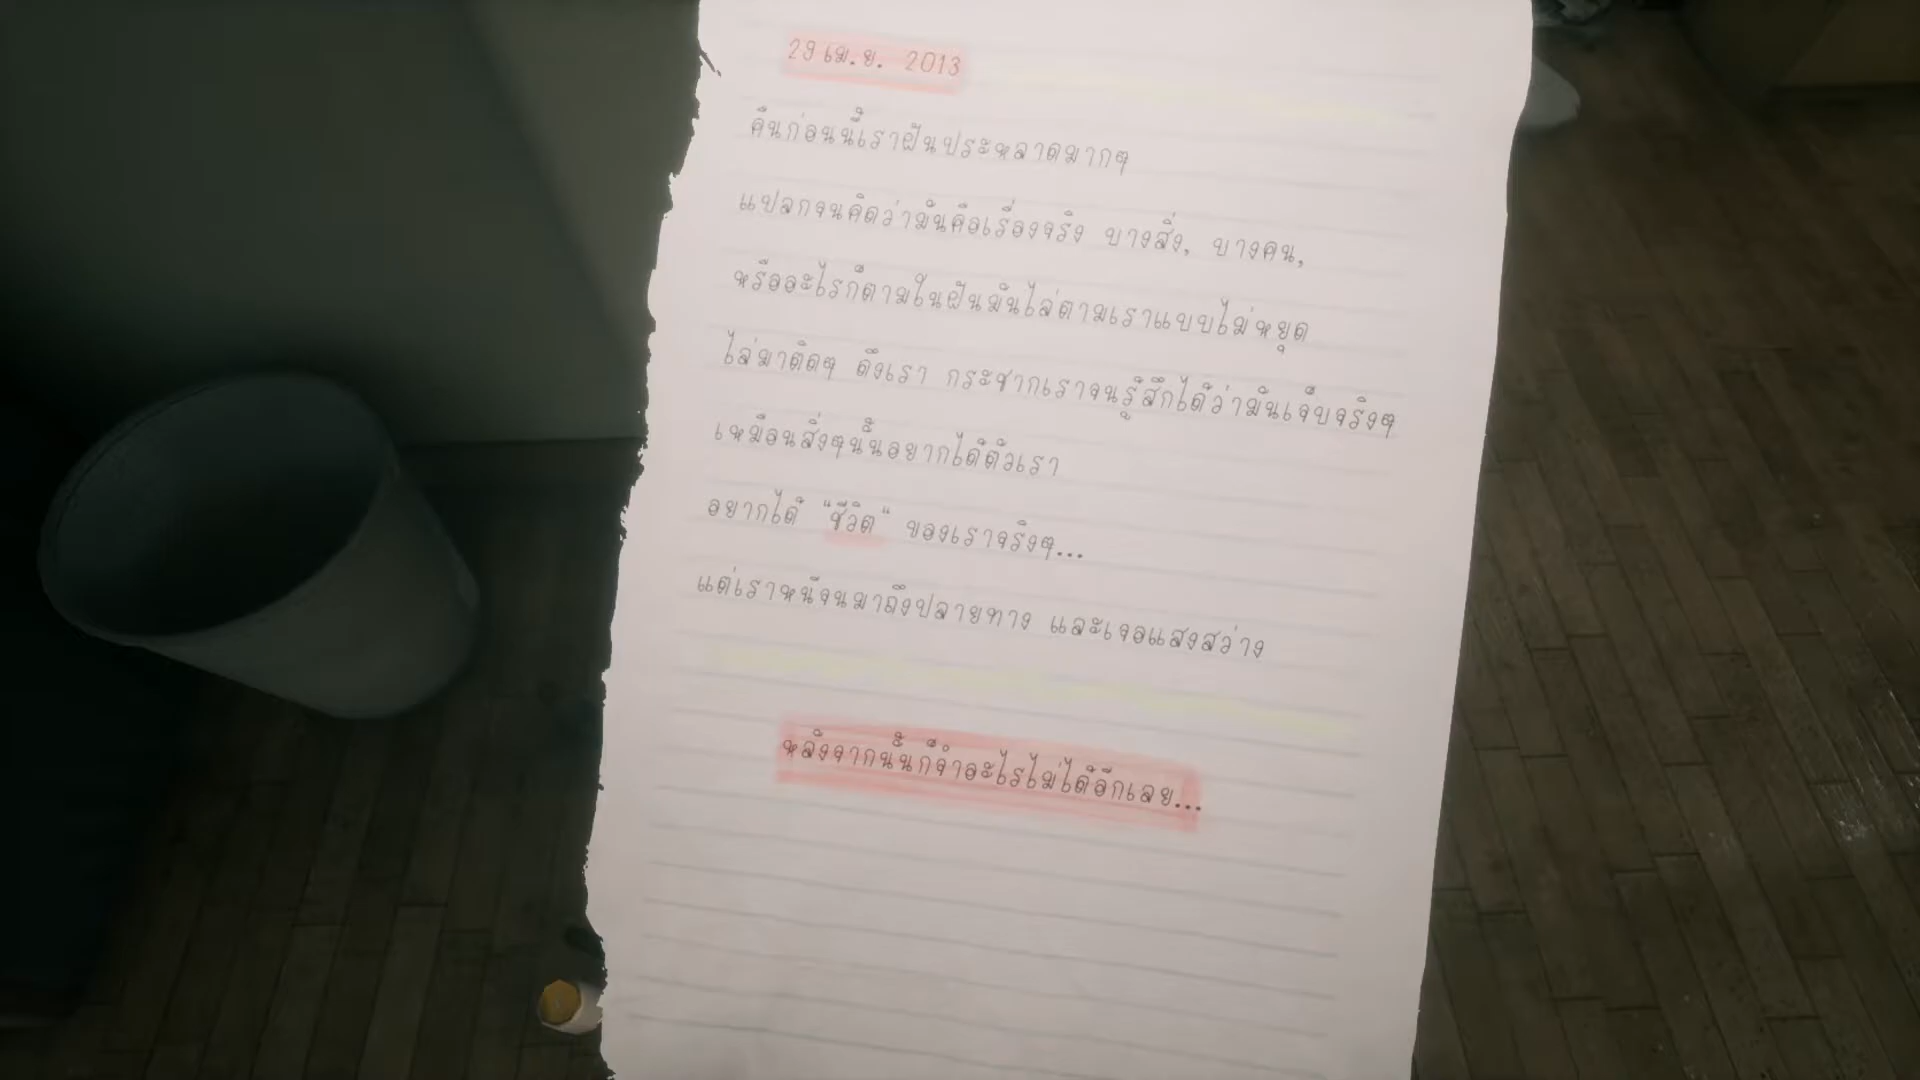 29 เม.ย. 2013
คืนก่อนนี้เราฝันประหลาดมากๆ
แปลกจนคิดว่ามันคือเรื่องจริง บางสิ่ง, บางคน,
หรืออะไรก็ตามในฝันมันไล่ตามเราแบบไม่หยุด
ไล่มาติดๆ ดึงเรา กระชากเราจนรู้สึกได้ว่ามันเจ็บจริงๆ
เหมือนสิ่งๆนั้นอยากได้ตัวเรา
อยากได้ "ชีวิต" ของเราจริงๆ...
แต่เราหนีจนมาถึงปลายทาง และเจอแสงสว่าง
หลังจากนั้นก็จำอะไรไม่ได้อีกเลย...